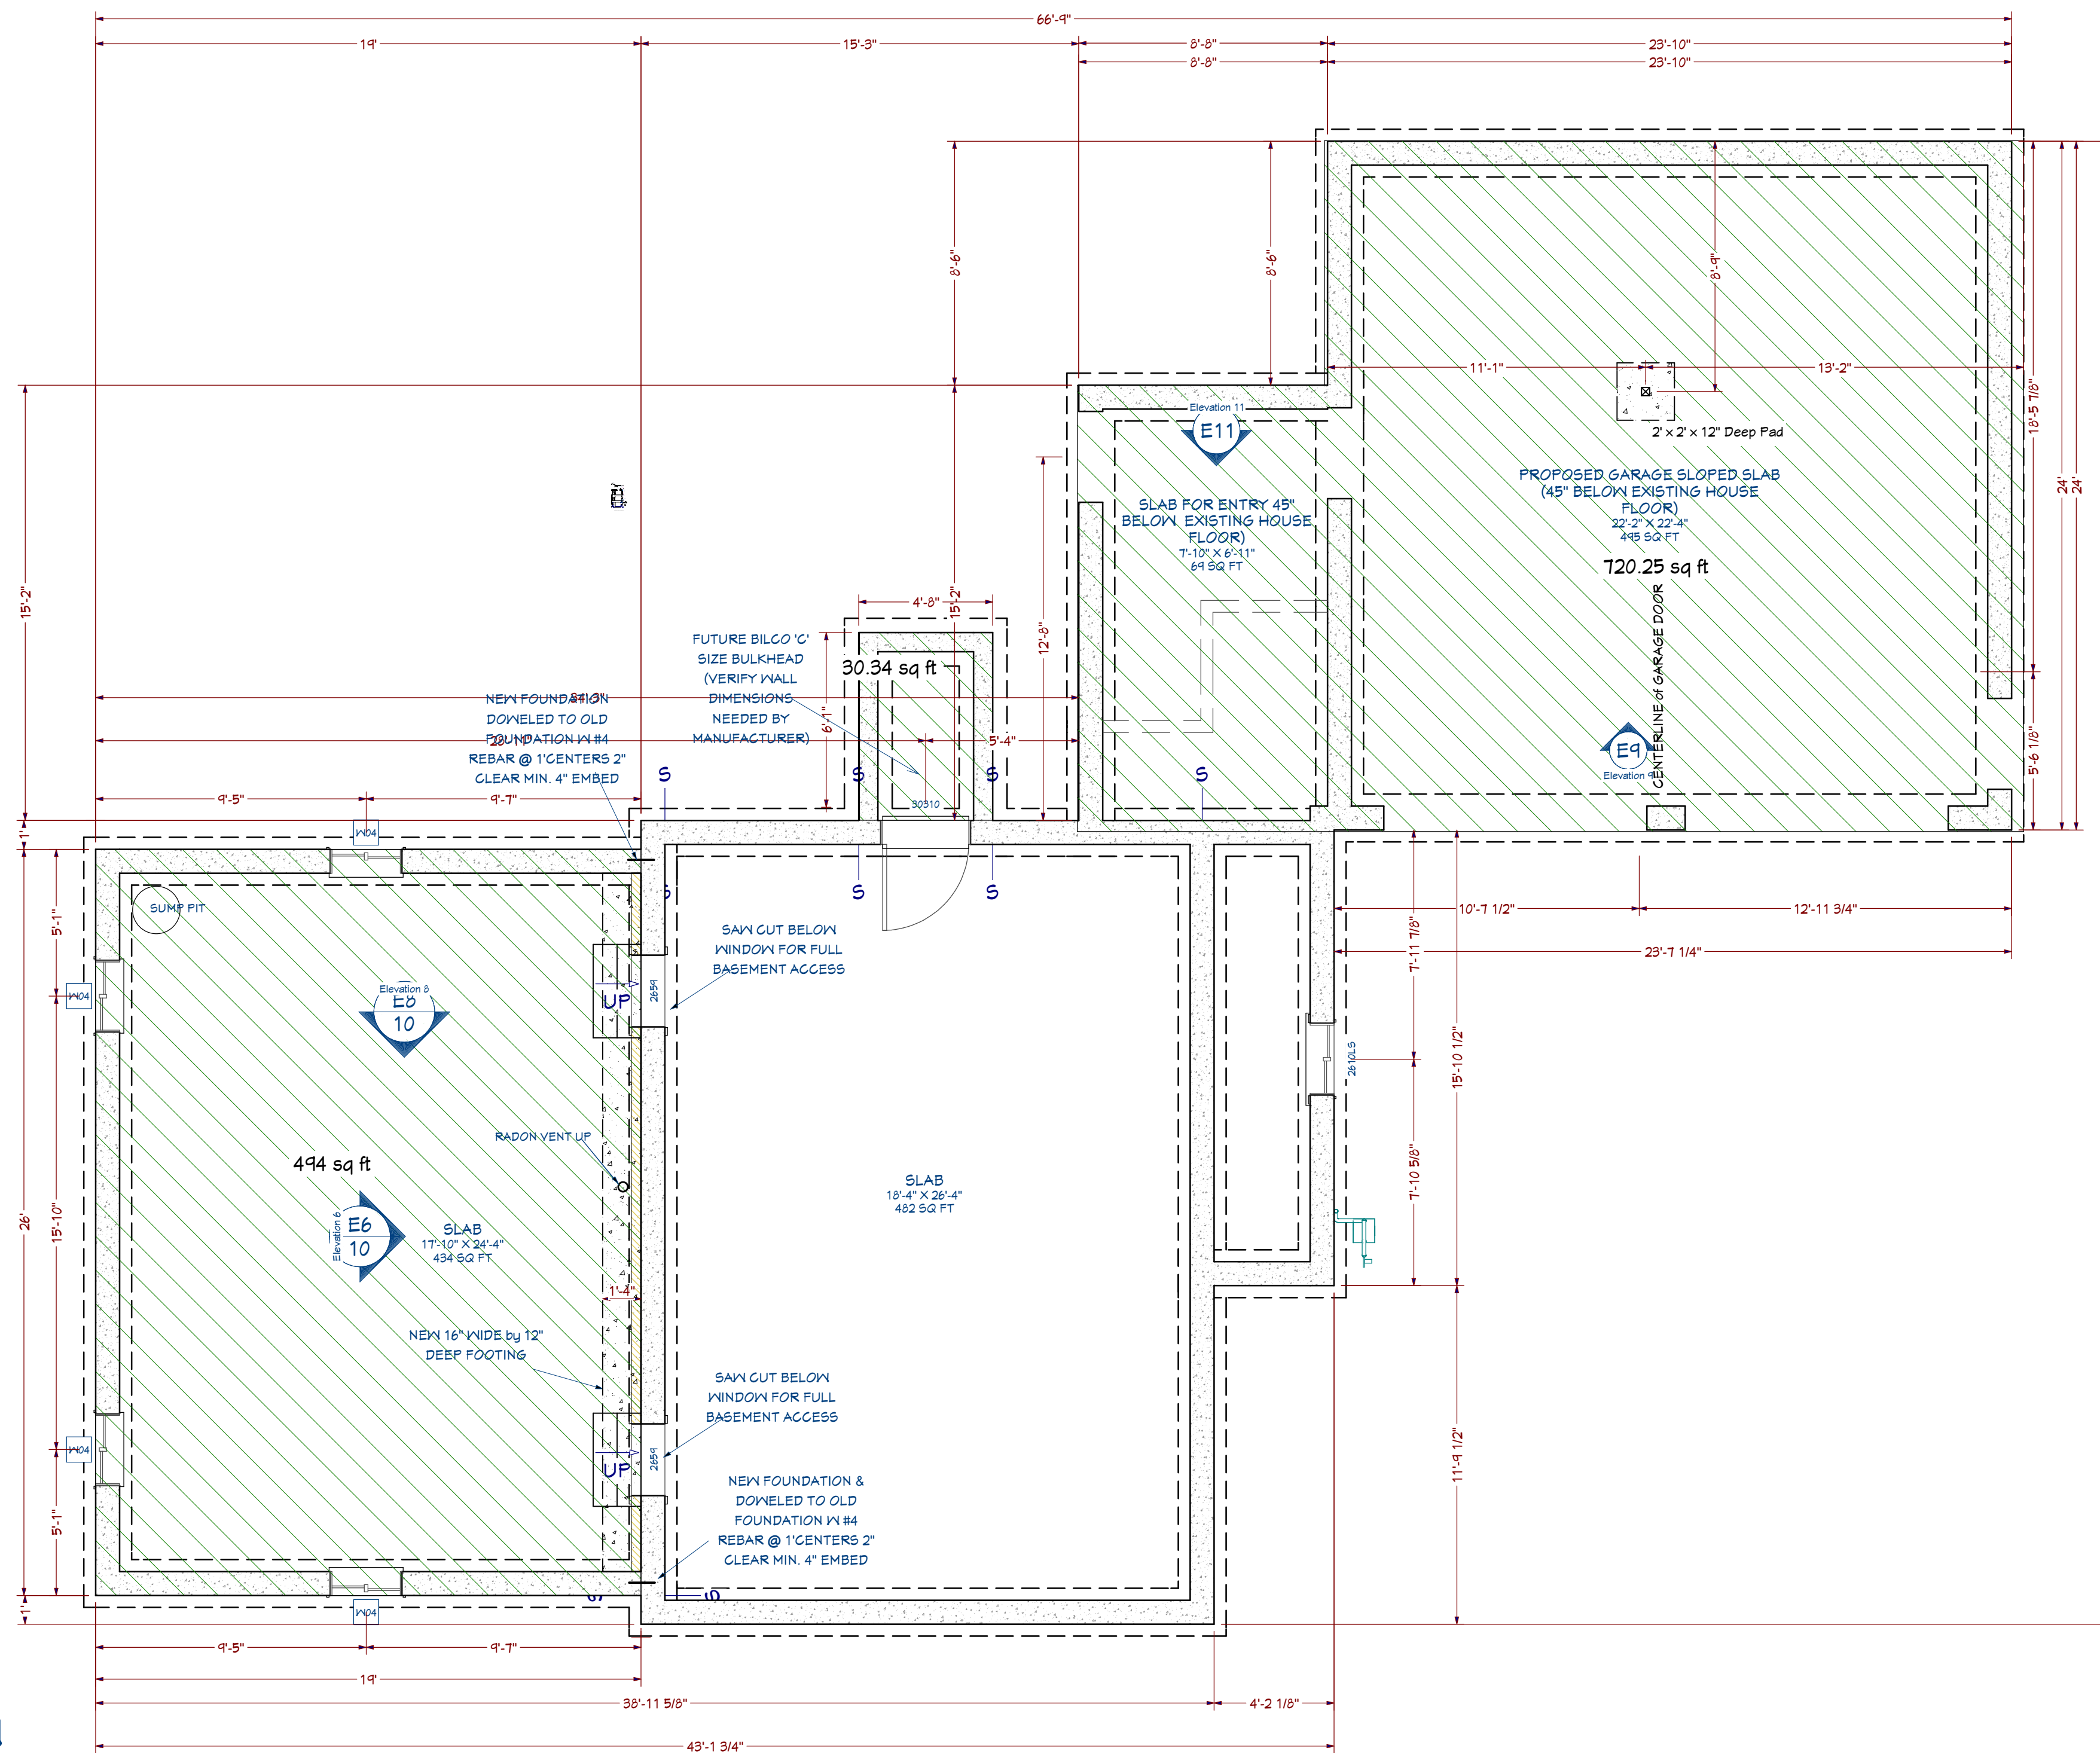 66'-9"
19'
15'-3"
8'-8"
23'-10"
8'-8"
23'-10"
8'-6"
8'-6"
8'-9"
11'-1"
13'-2"
18'-5 7/8"
24'
24'
2' x 2' x 12" Deep Pad
Elevation 11
E11
PROPOSED GARAGE SLOPED SLAB
(45" BELOW EXISTING HOUSE
FLOOR)
22'-2" X 22'-4"
495 SQ FT
720.25 sq ft
CENTERLINE of GARAGE DOOR
SLAB FOR ENTRY 45"
BELOW EXISTING HOUSE
FLOOR)
7'-10" X 6'-11"
69 SQ FT
15'-2"
15'-2"
12'-8"
4'-8"
FUTURE BILCO 'C'
SIZE BULKHEAD
(VERIFY WALL
DIMENSIONS
NEEDED BY
MANUFACTURER)
30.34 sq ft
6'-1"
34'-3"
5'-4"
NEW FOUNDATION
DOWELED TO OLD
FOUNDATION W #4
REBAR @ 1'CENTERS 2"
CLEAR MIN. 4" EMBED
30310
S
S
S
S
E9
Elevation 9
5'-6 1/8"
9'-5"
9'-7"
1'
W04
S
S
S
SUMP PIT
5'-1"
W04
Elevation 8
E8
10
UP
2659
SAW CUT BELOW
WINDOW FOR FULL
BASEMENT ACCESS
10'-7 1/2"
12'-11 3/4"
23'-7 1/4"
7'-11 7/8"
2610LS
15'-10 1/2"
7'-10 5/8"
RADON VENT UP
494 sq ft
26'
15'-10"
Elevation 6
E6
10
SLAB
17'-10" X 24'-4"
434 SQ FT
SLAB
18'-4" X 26'-4"
482 SQ FT
1'-4"
NEW 16" WIDE by 12"
DEEP FOOTING
SAW CUT BELOW
WINDOW FOR FULL
BASEMENT ACCESS
W04
UP
2659
11'-9 1/2"
NEW FOUNDATION &
DOWELED TO OLD
FOUNDATION W #4
REBAR @ 1'CENTERS 2"
CLEAR MIN. 4" EMBED
5'-1"
1'
W04
S
S
9'-5"
9'-7"
19'
38'-11 5/8"
4'-2 1/8"
43'-1 3/4"